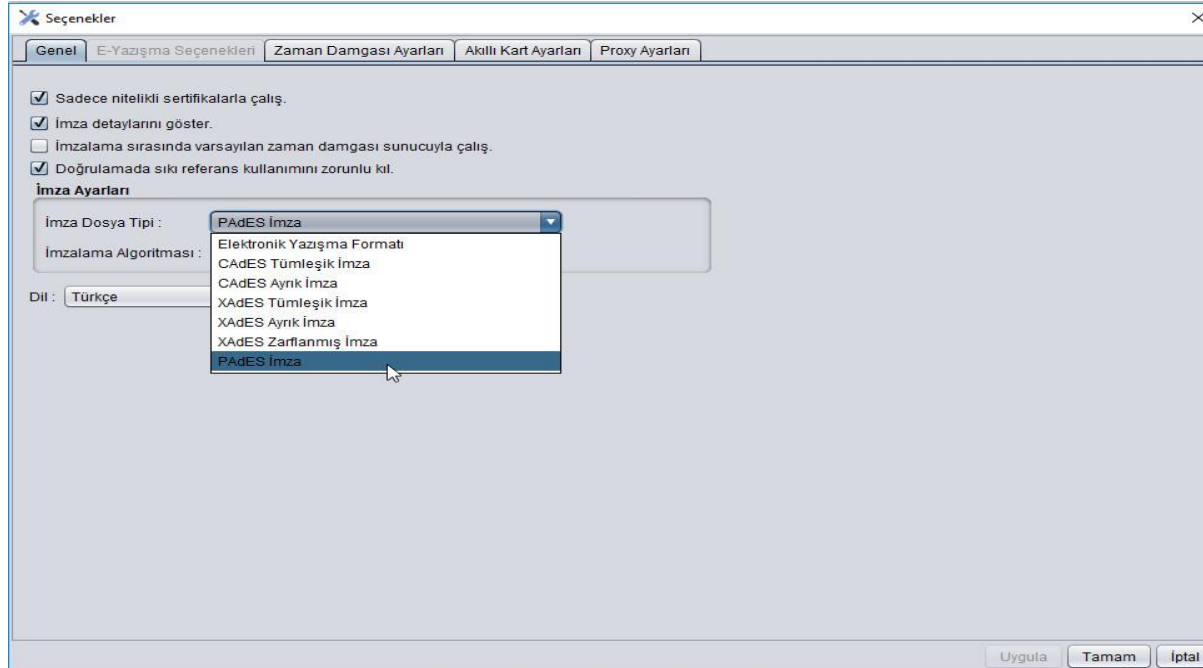 Seçenekler
Genel E-Yazışma Seçenekleri Zaman Damgası Ayarları Akıllı Kart Ayarları Proxy Ayarları
Sadece nitelikli sertifikalarla çalış.
İmza detaylarını göster.
İmzalama sırasında varsayılan zaman damgası sunucuyla çalış.
Doğrulamada sıkı referans kullanımını zorunlu kıl.
İmza Ayarları
İmza Dosya Tipi : PAdES İmza
Elektronik Yazışma Formatı
İmzalama Algoritması :
CAdES Tümleşik İmza
CAdES Ayrık İmza
Dil : Türkçe
XAdES Tümleşik İmza
XAdES Ayrık İmza
XAdES Zarflanmış İmza
PAdES İmza
Uygula Tamam İptal